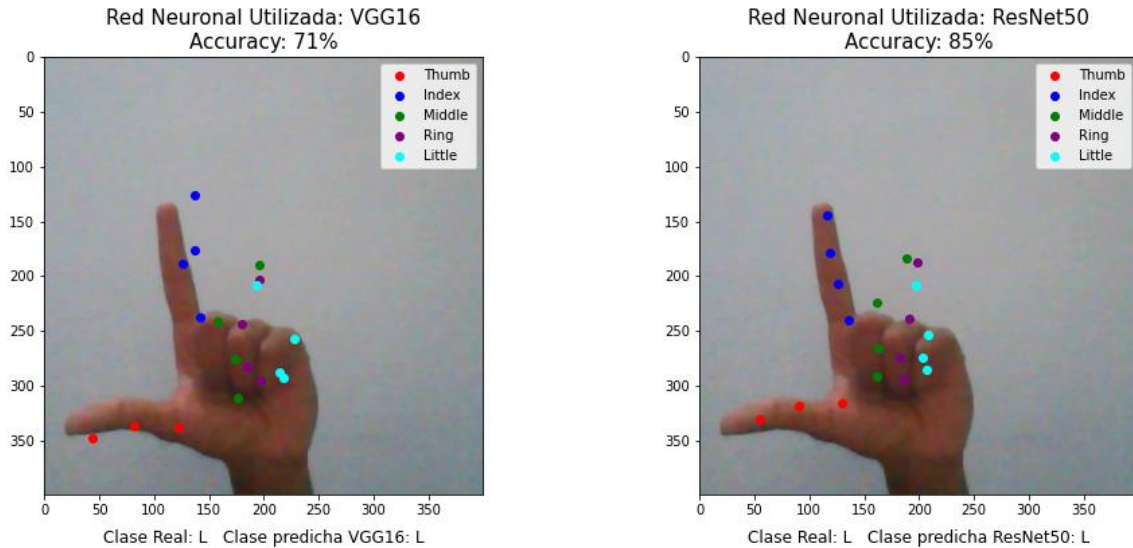 Red Neuronal Utilizada: VGG16
Accuracy: 71%
0
50
100
150
200
250
300
350
0 50 100 150 200 250 300 350
Thumb
Index
Middle
Ring
Little
Clase Real: L Clase predicha VGG16: L
Red Neuronal Utilizada: ResNet50
Accuracy: 85%
0
50
100
150
200
250
300
350
0 50 100 150 200 250 300 350
Thumb
Index
Middle
Ring
Little
Clase Real: L Clase predicha ResNet50: L